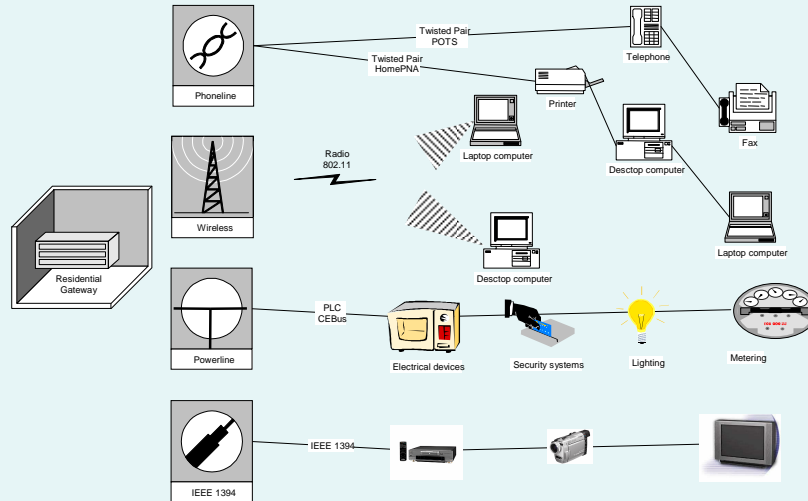 Twisted Pair
POTS
Twisted Pair
HomePNA
Phoneline
Telephone
Printer
Fax
Laptop computer
Desctop computer
Radio
802.11
Wireless
Laptop computer
Desctop computer
Residential
Gateway
PLC
CEBus
Powerline
Electrical devices
Security systems
Lighting
Metering
IEEE 1394
IEEE 1394